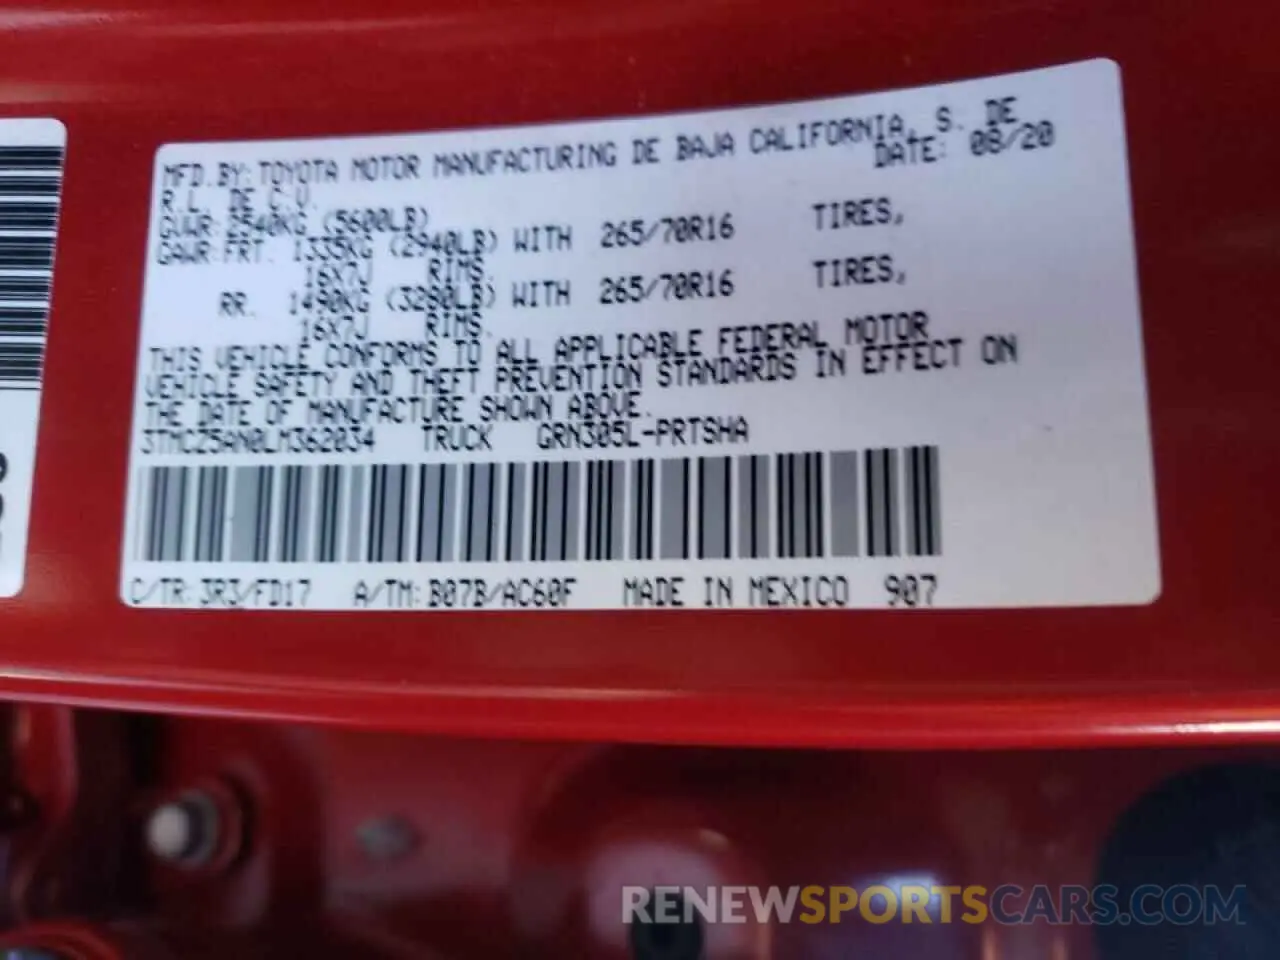 MFD.BY:TOYOTA MOTOR MANUFACTURING DE BAJA CALIFORNIA, S. DE
R.L. DE C.V. DATE: 08/20
GVWR:2540KG (5600LB)
GAWR:FRT. 1335KG (2940LB) WITH 265/70R16 TIRES,
16X7J RIMS.
RR. 1490KG (3280LB) WITH 265/70R16 TIRES,
16X7J RIMS.
THIS VEHICLE CONFORMS TO ALL APPLICABLE FEDERAL MOTOR
VEHICLE SAFETY AND THEFT PREVENTION STANDARDS IN EFFECT ON
THE DATE OF MANUFACTURE SHOWN ABOVE.
3TMCZ5AN0LM362034 TRUCK GRN305L-PRTSHA
C/TR:3R3/FD17 A/TM:B07B/AC60F MADE IN MEXICO 907
RENEWSPORTSCARS.COM